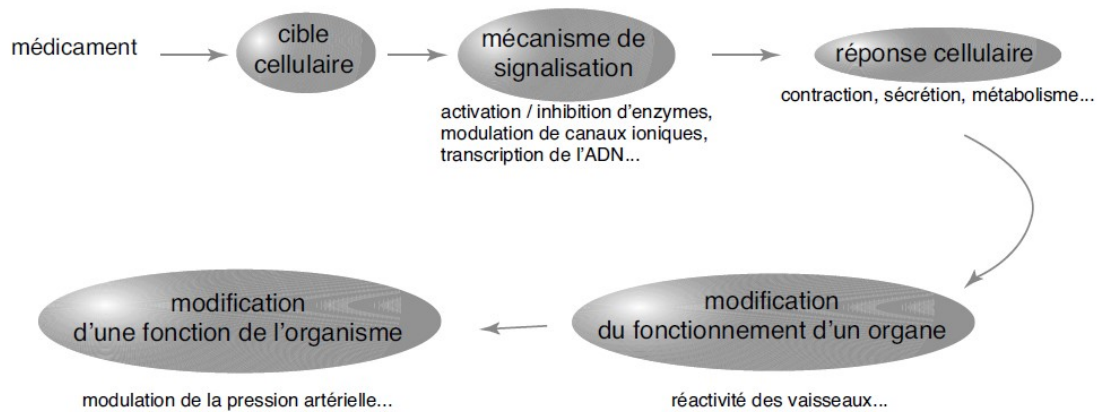 médicament
cible
cellulaire
mécanisme de
signalisation
activation / inhibition d'enzymes,
modulation de canaux ioniques,
transcription de l'ADN...
réponse cellulaire
contraction, sécrétion, métabolisme...
modification
du fonctionnement d'un organe
réactivité des vaisseaux...
modification
d'une fonction de l'organisme
modulation de la pression artérielle...